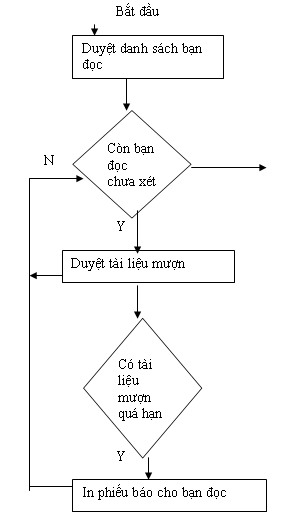 Bắt đầu
Duyệt danh sách bạn
đọc
Còn bạn
đọc
chưa xét
N
Y
Duyệt tài liệu mượn
Có tài
liệu
mượn
quá hạn
Y
In phiếu báo cho bạn đọc